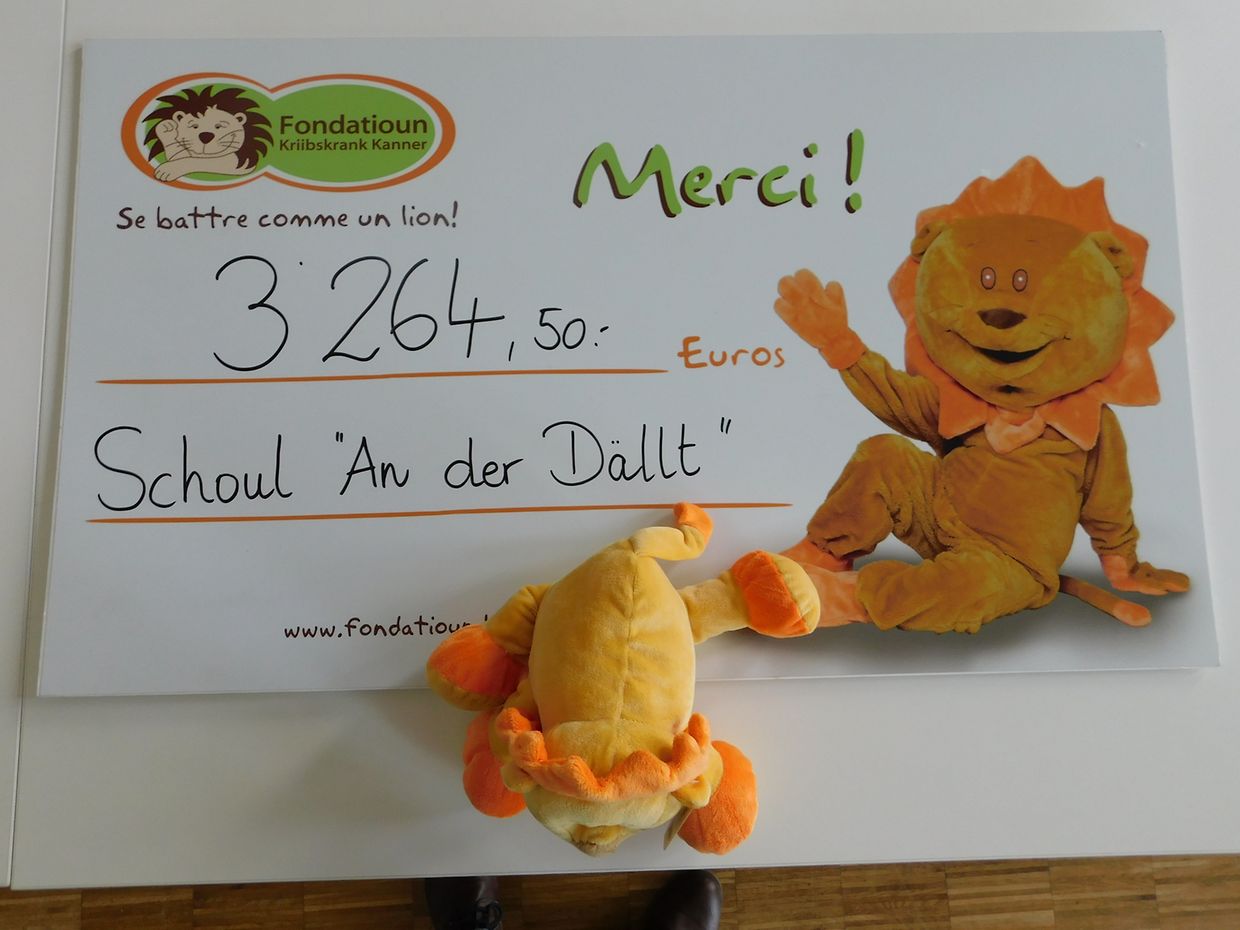 Fondatioun
Kriibskrank Kanner
Se battre comme un lion!
Merci!
3'264,50.-
Euros
Schoul "An der Dällt"
www.fondatioun